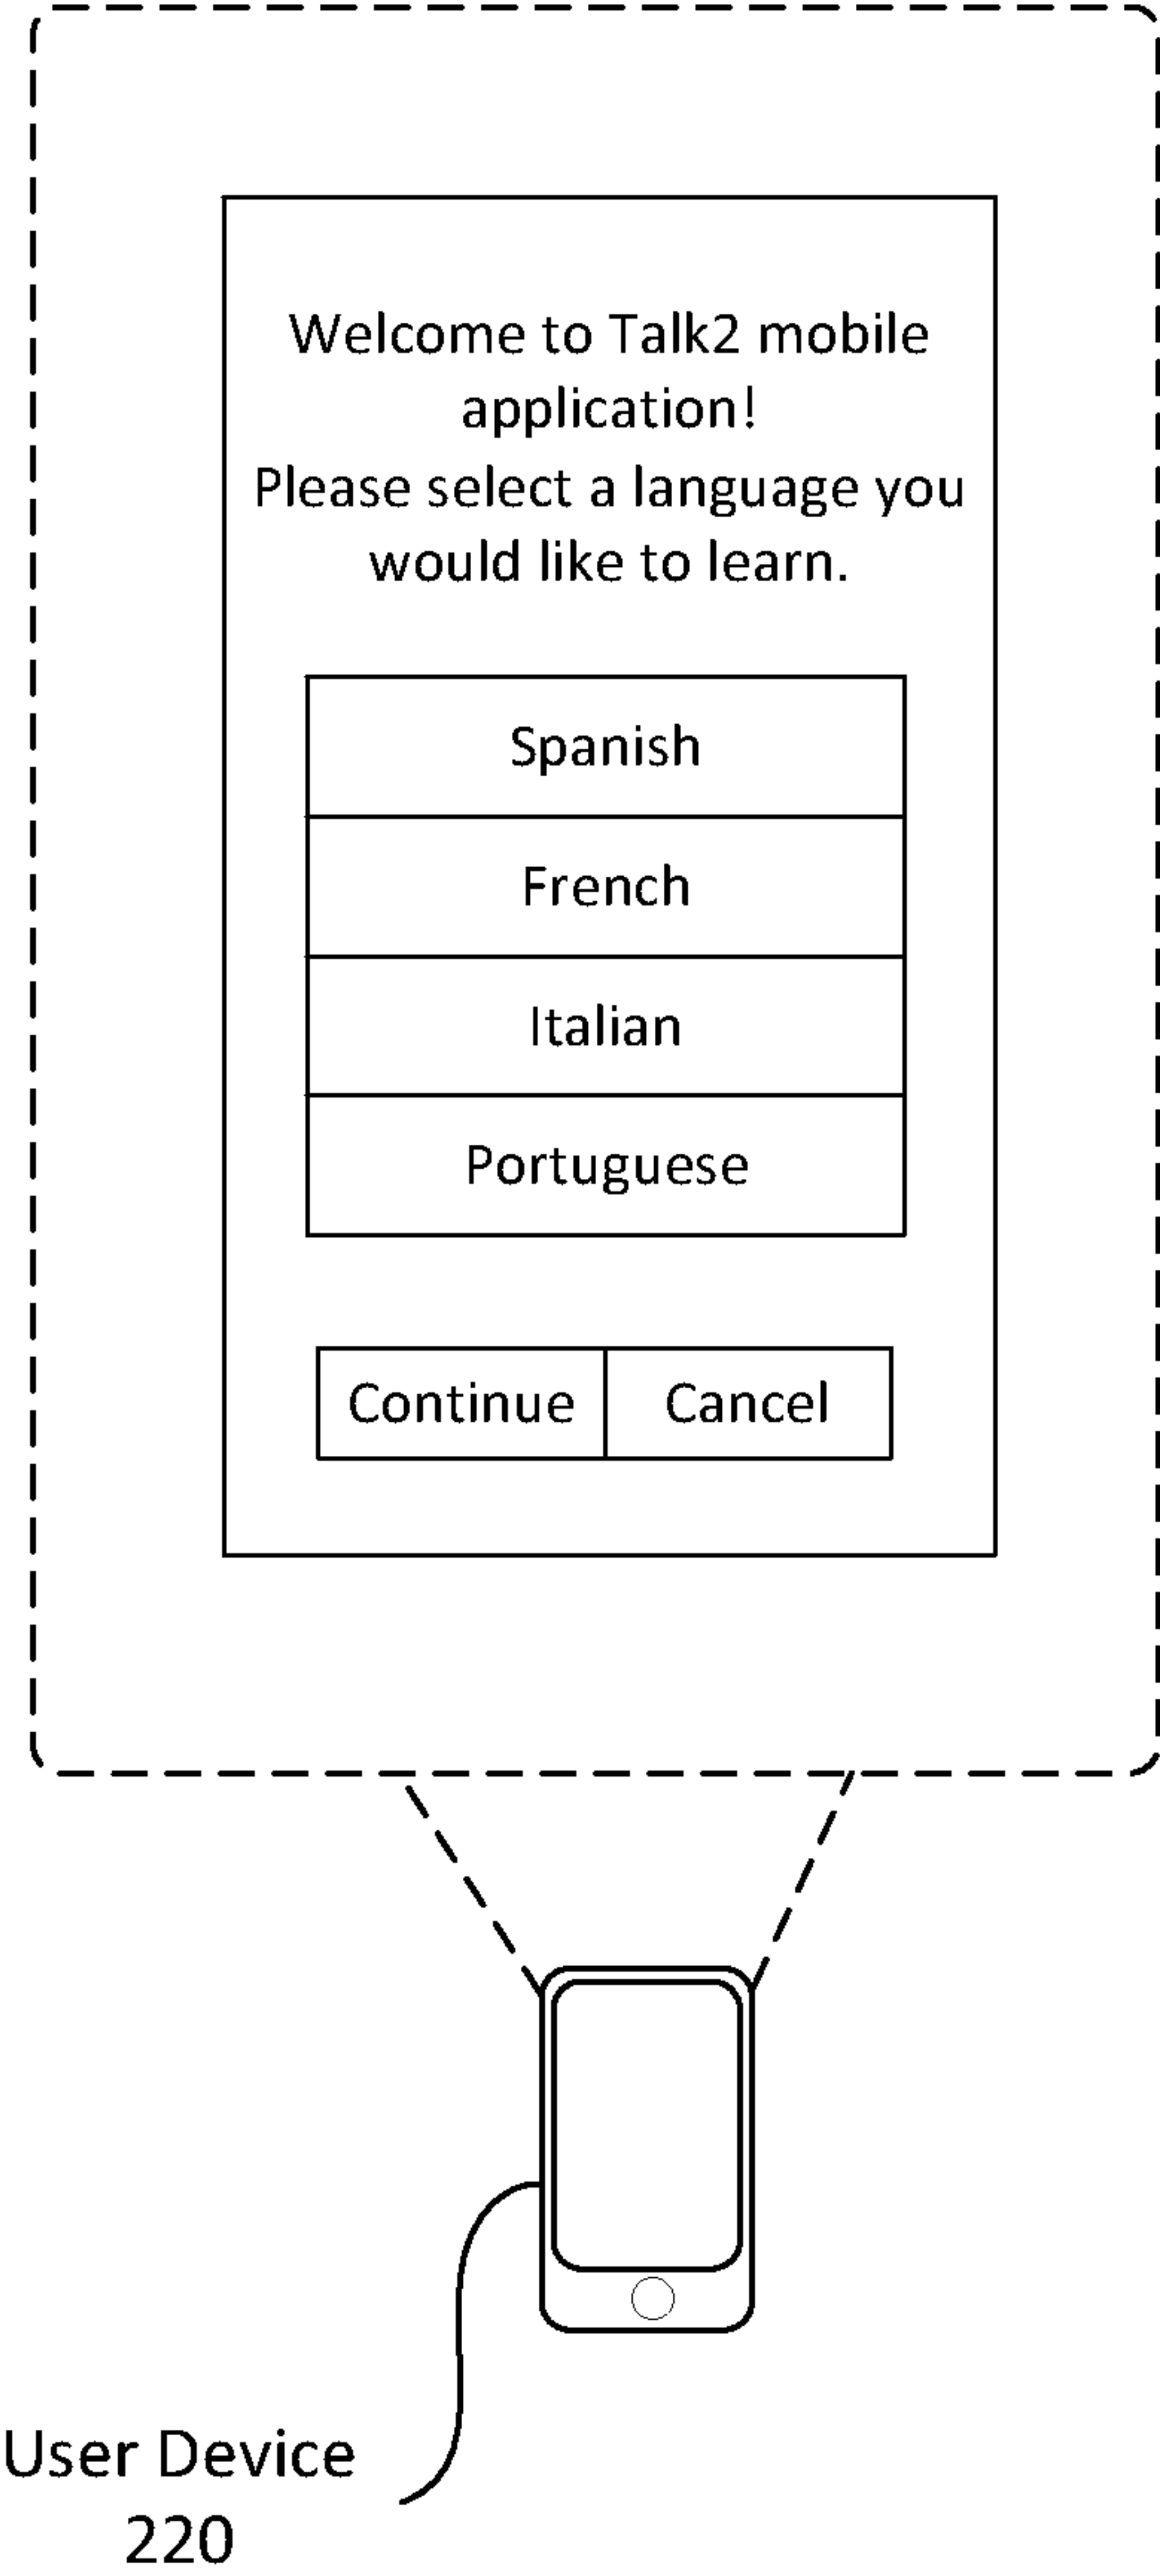 Welcome to Talk2 mobile
application!
Please select a language you
would like to learn.
Spanish
French
Italian
Portuguese
Continue Cancel
User Device
220